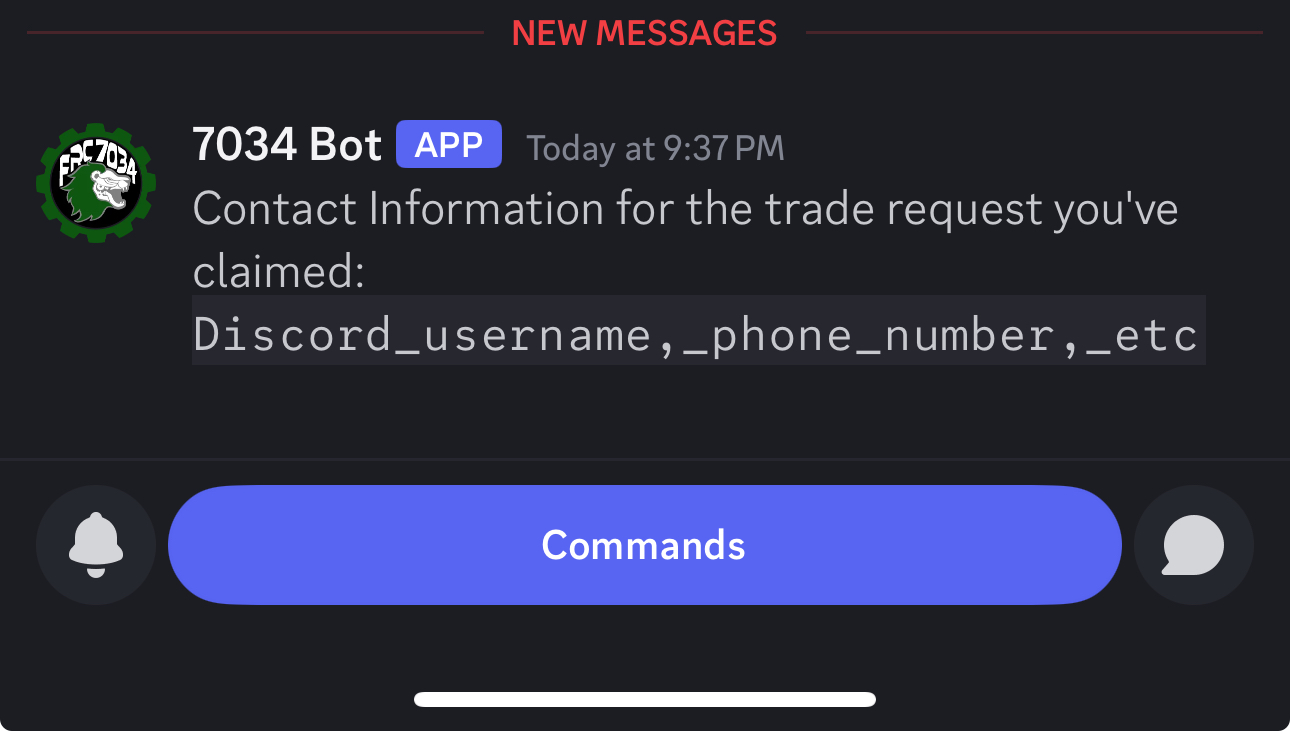 NEW MESSAGES
FRC 7034
7034 Bot APP Today at 9:37 PM
Contact Information for the trade request you've
claimed:
Discord_username,_phone_number,_etc
Commands